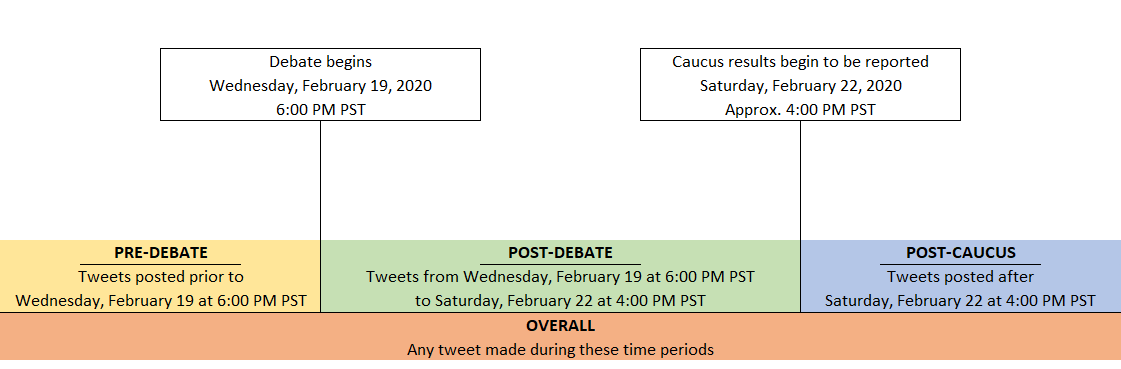 Debate begins
Wednesday, February 19, 2020
6:00 PM PST
Caucus results begin to be reported
Saturday, February 22, 2020
Approx. 4:00 PM PST
PRE-DEBATE
Tweets posted prior to
Wednesday, February 19 at 6:00 PM PST
POST-DEBATE
Tweets from Wednesday, February 19 at 6:00 PM PST
to Saturday, February 22 at 4:00 PM PST
POST-CAUCUS
Tweets posted after
Saturday, February 22 at 4:00 PM PST
OVERALL
Any tweet made during these time periods